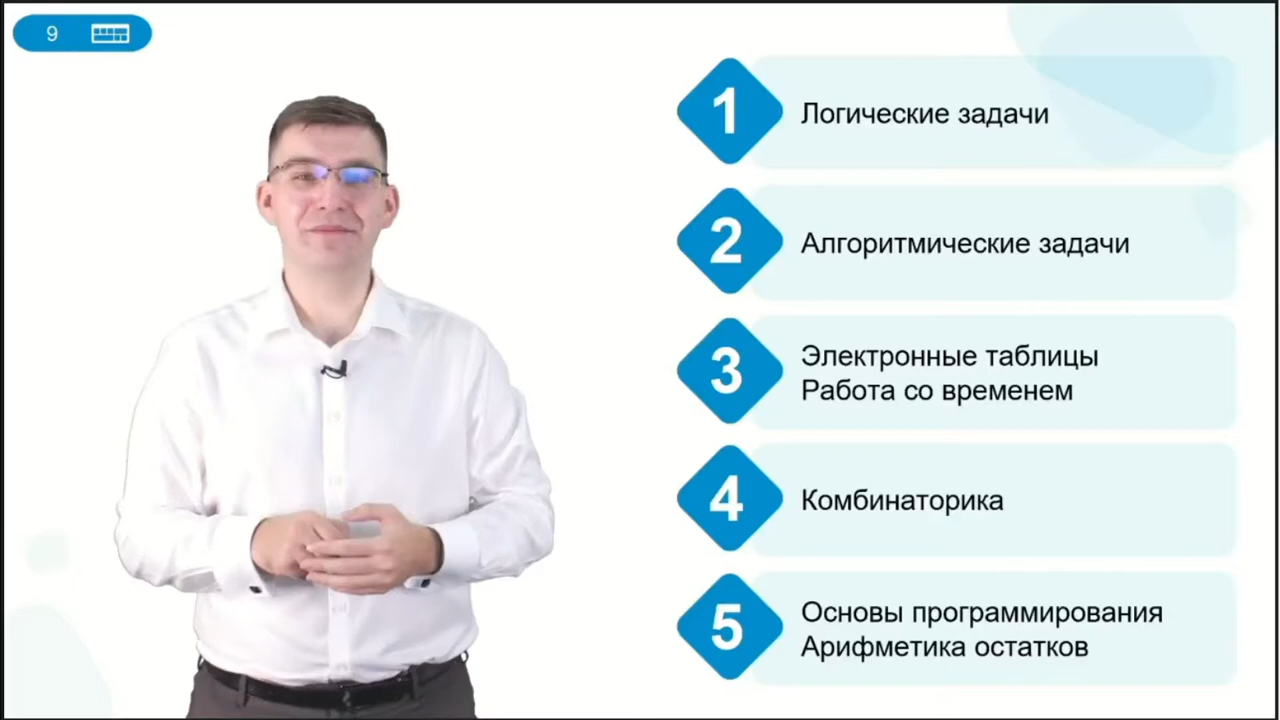 9
1
Логические задачи
2
Алгоритмические задачи
3
Электронные таблицы
Работа со временем
4
Комбинаторика
5
Основы программирования
Арифметика остатков